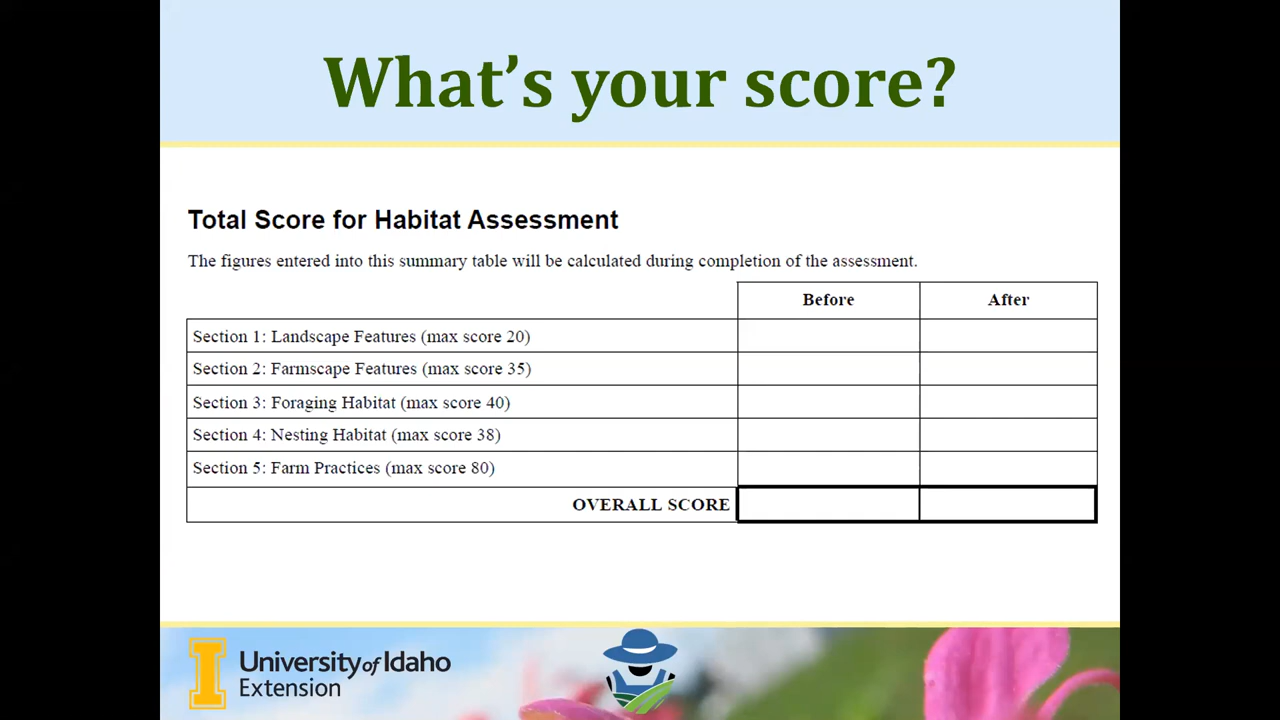 What’s your score?
Total Score for Habitat Assessment
The figures entered into this summary table will be calculated during completion of the assessment.
Before After
Section 1: Landscape Features (max score 20)
Section 2: Farmscape Features (max score 35)
Section 3: Foraging Habitat (max score 40)
Section 4: Nesting Habitat (max score 38)
Section 5: Farm Practices (max score 80)
OVERALL SCORE
University of Idaho
Extension